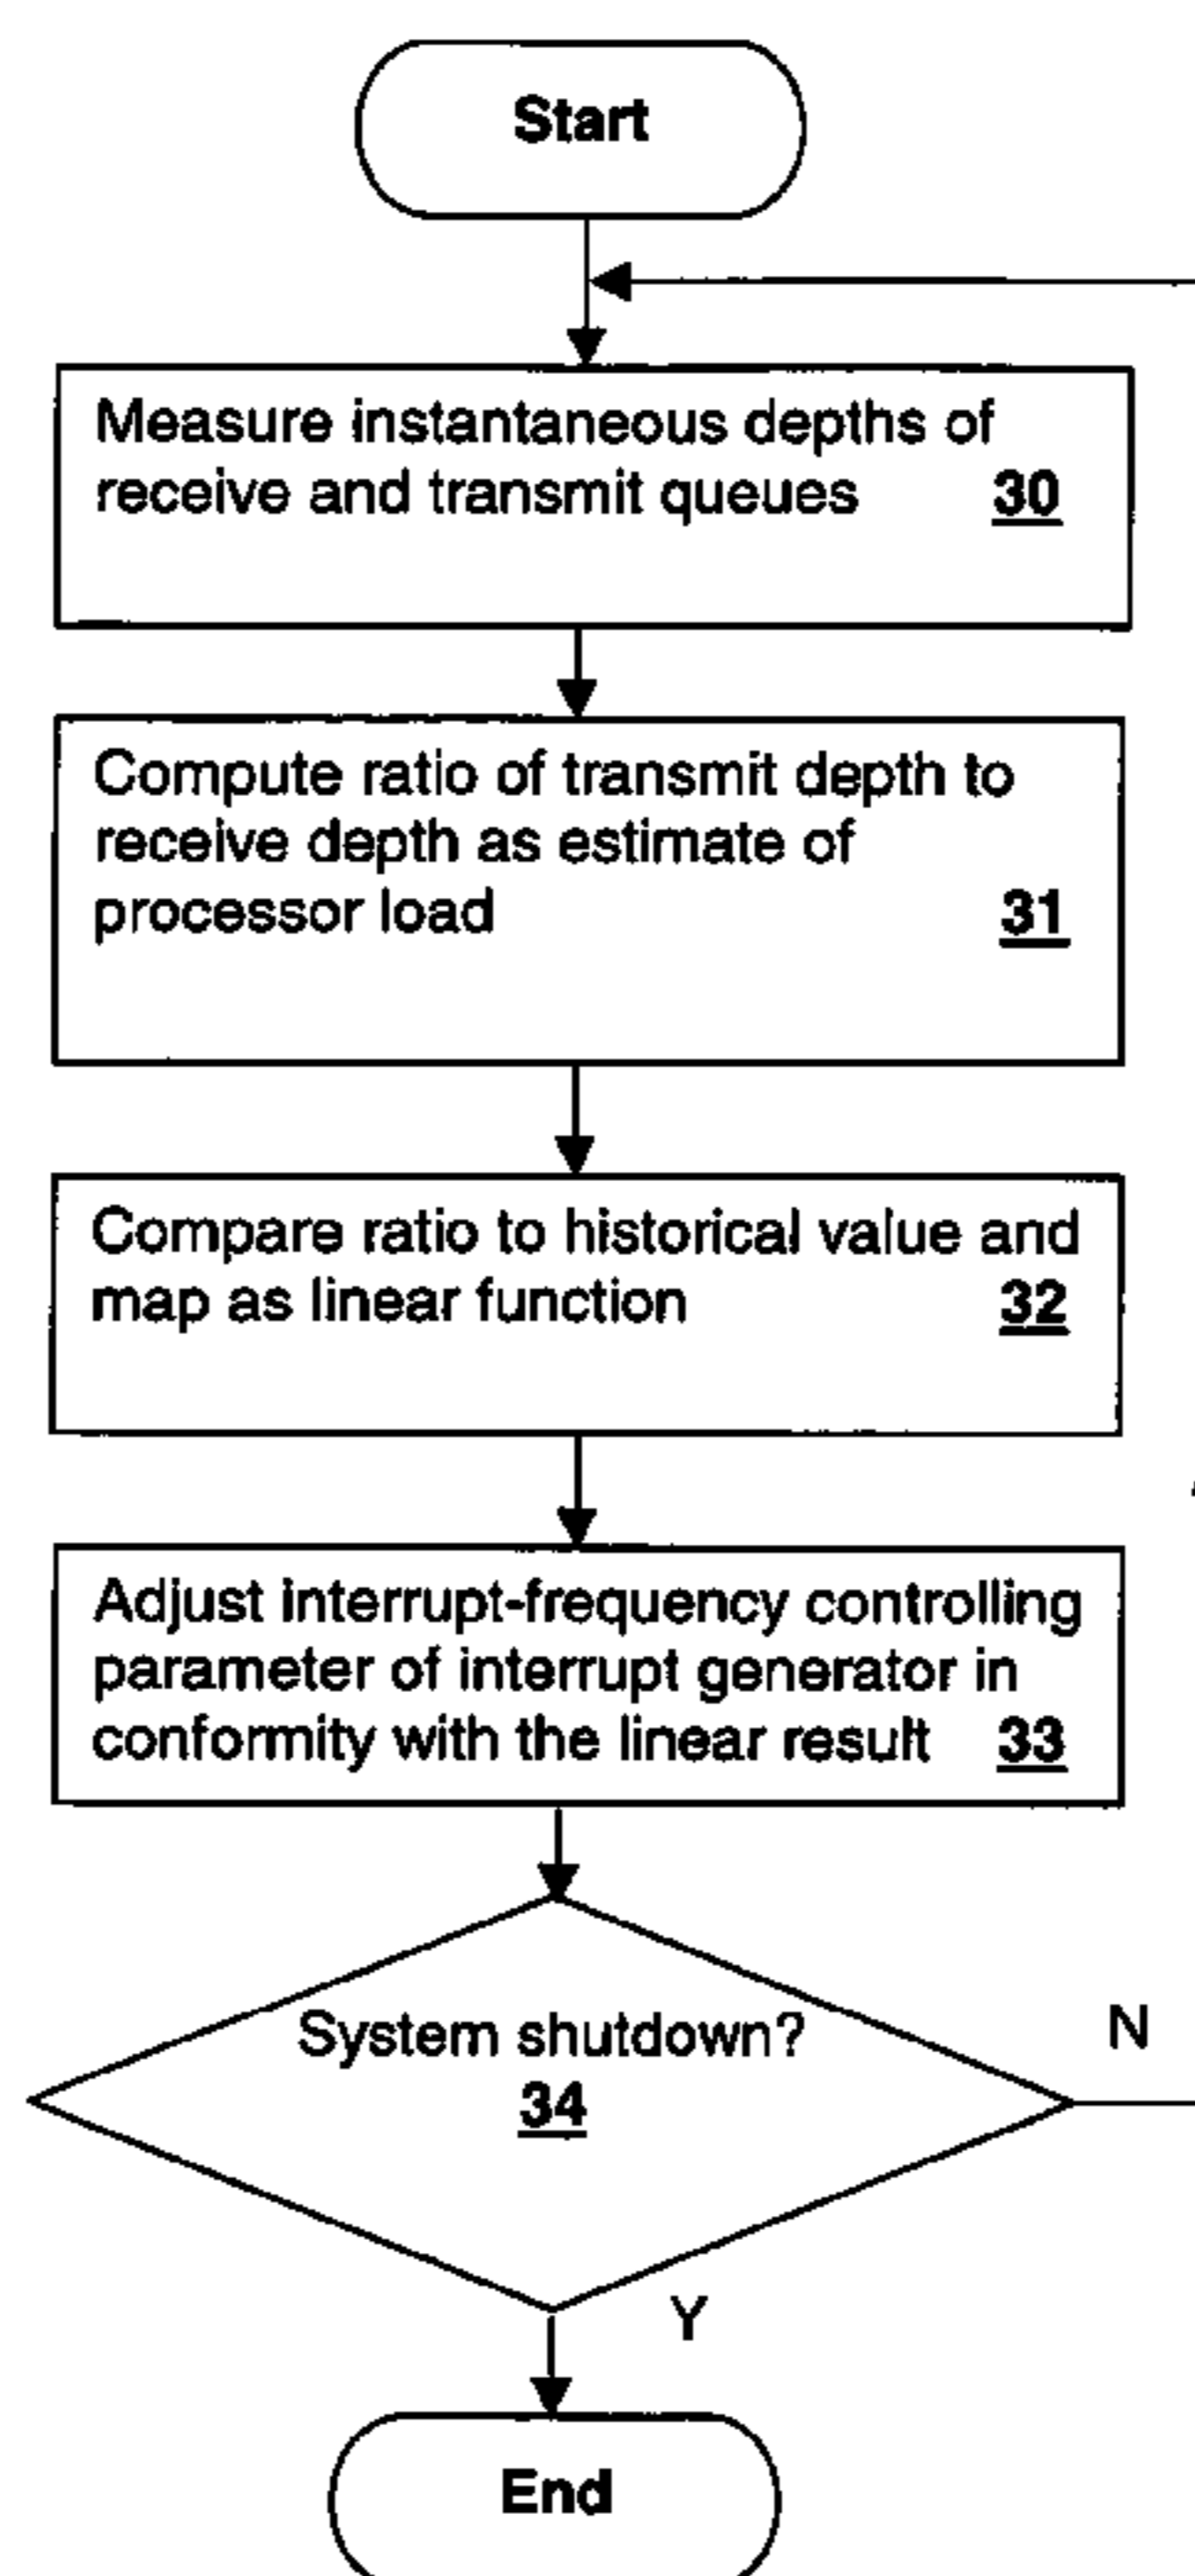 Start
Measure instantaneous depths of
receive and transmit queues 30
Compute ratio of transmit depth to
receive depth as estimate of
processor load 31
Compare ratio to historical value and
map as linear function 32
Adjust interrupt-frequency controlling
parameter of interrupt generator in
conformity with the linear result 33
System shutdown?
34
N
Y
End